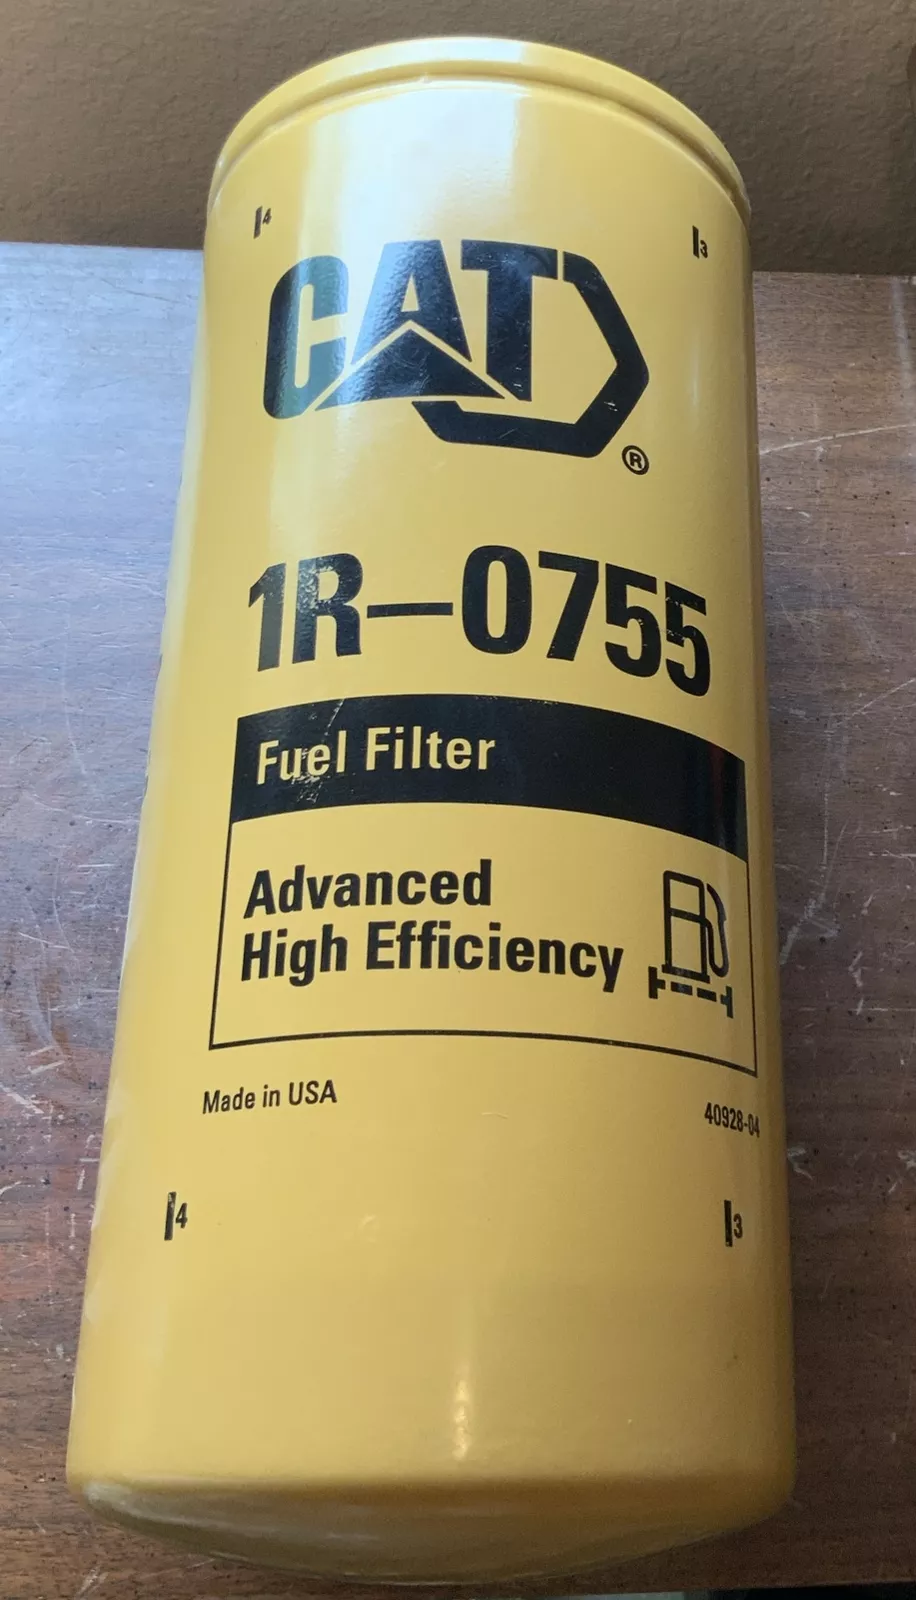 4
3
CAT
®
1R-0755
Fuel Filter
Advanced
High Efficiency
Made in USA
40928-04
4
3